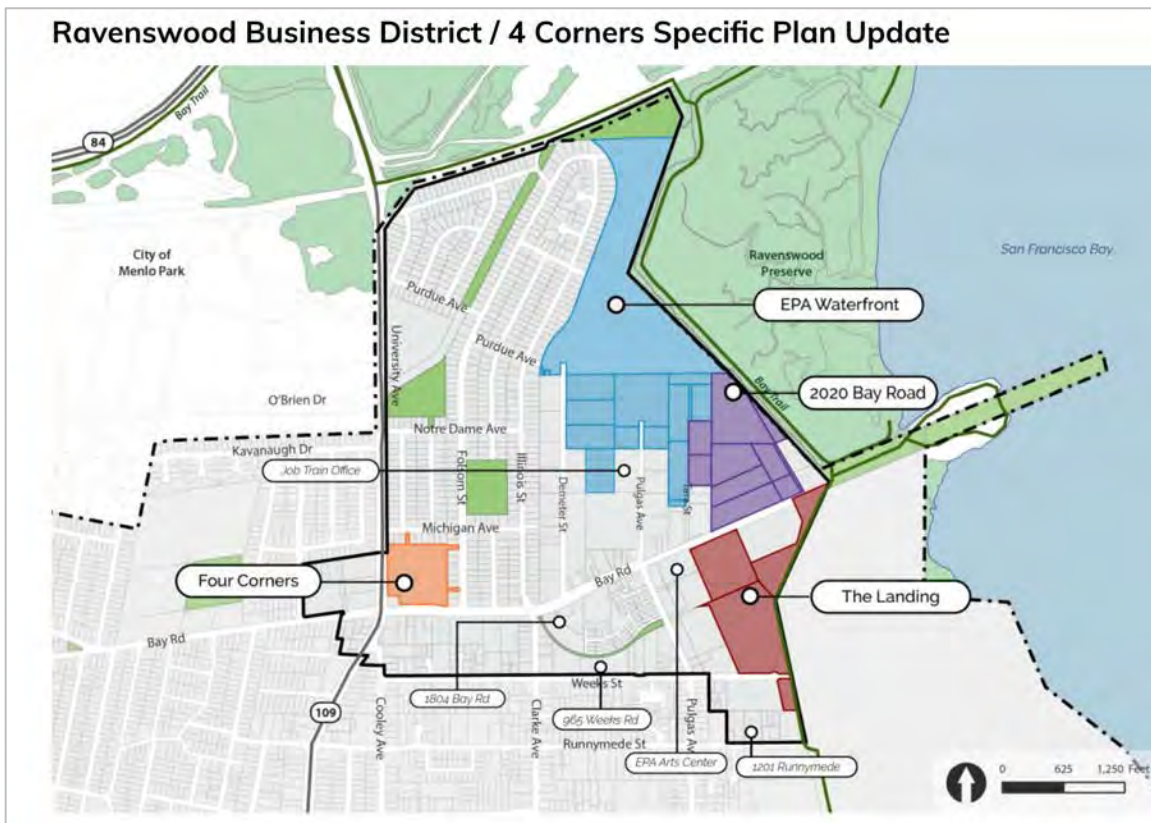 Ravenswood Business District / 4 Corners Specific Plan Update
Bay Trail
84
City of
Menlo Park
San Francisco Bay
Ravenswood
Preserve
EPA Waterfront
Purdue Ave
Purdue Ave
University Ave
2020 Bay Road
Bay Trail
O'Brien Dr
Notre Dame Ave
Kavanaugh Dr
Job Train Office
Folsom St
Illinois St
Demeter St
Pulgas Ave
Tara St
Michigan Ave
Four Corners
Bay Rd
The Landing
Bay Rd
1804 Bay Rd
Weeks St
965 Weeks Rd
109
Cooley Ave
Clarke Ave
Pulgas Av
Runnymede St
EPA Arts Center
1201 Runnymede
0 625 1,250 Feet